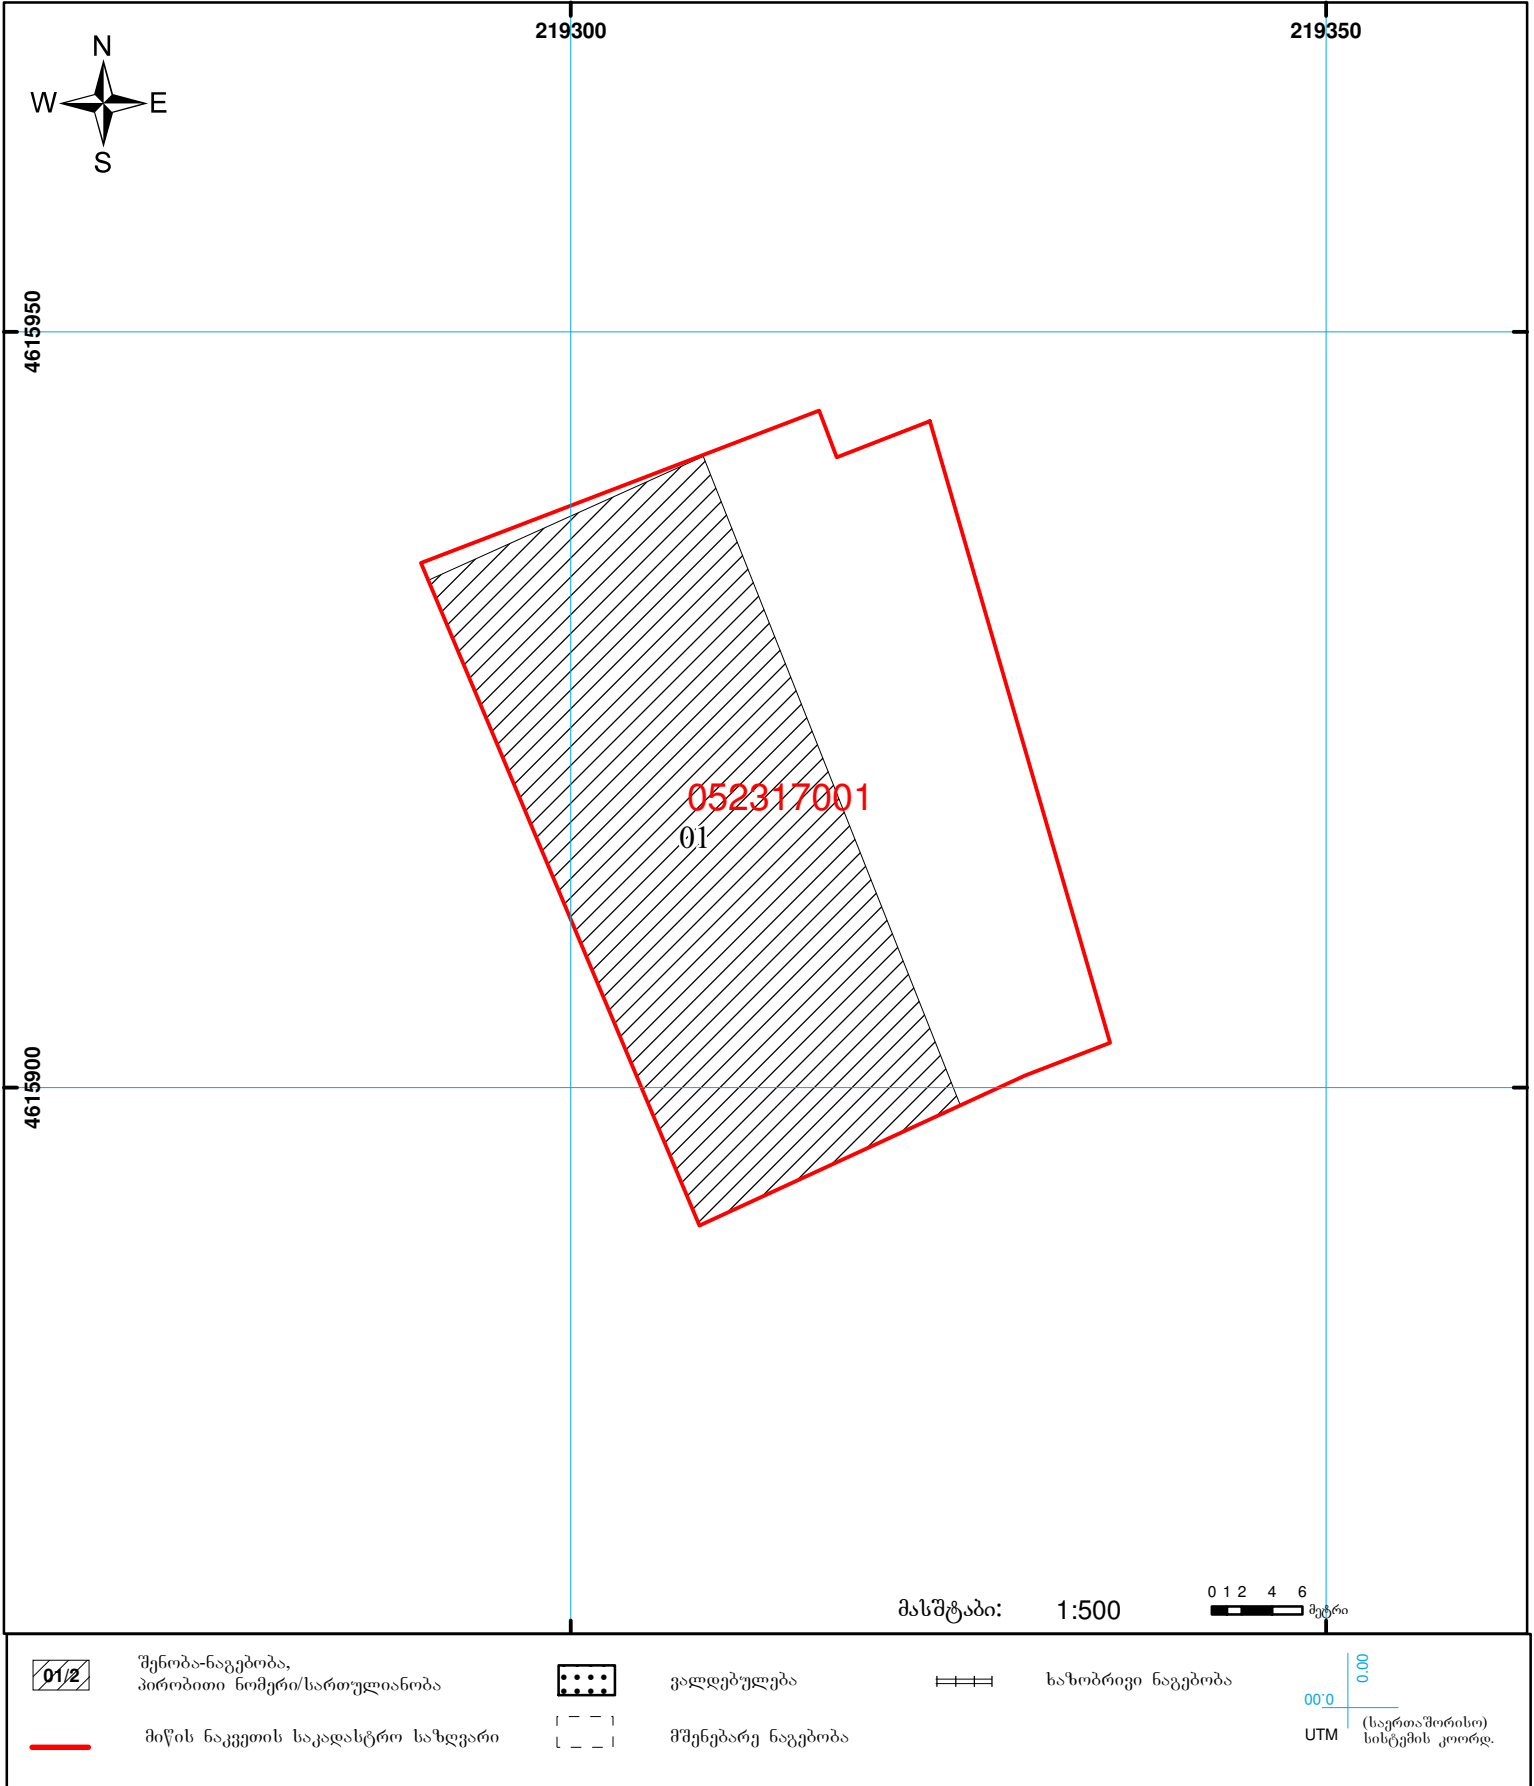 219300 219350
N
W E
S
4615950
052317001
01
4615900
მასშტაბი: 1:500
0 1 2 4 6
მეტრი
01/2
შენობა-ნაგებობა,
პირობითი ნომერი/სართულიანობა
ვალდებულება
ხაზობრივი ნაგებობა
მიწის ნაკვეთის საკადასტრო საზღვარი
მშენებარე ნაგებობა
0.00
0.00
UTM
(საერთაშორისო)
სისტემის კოორდ.